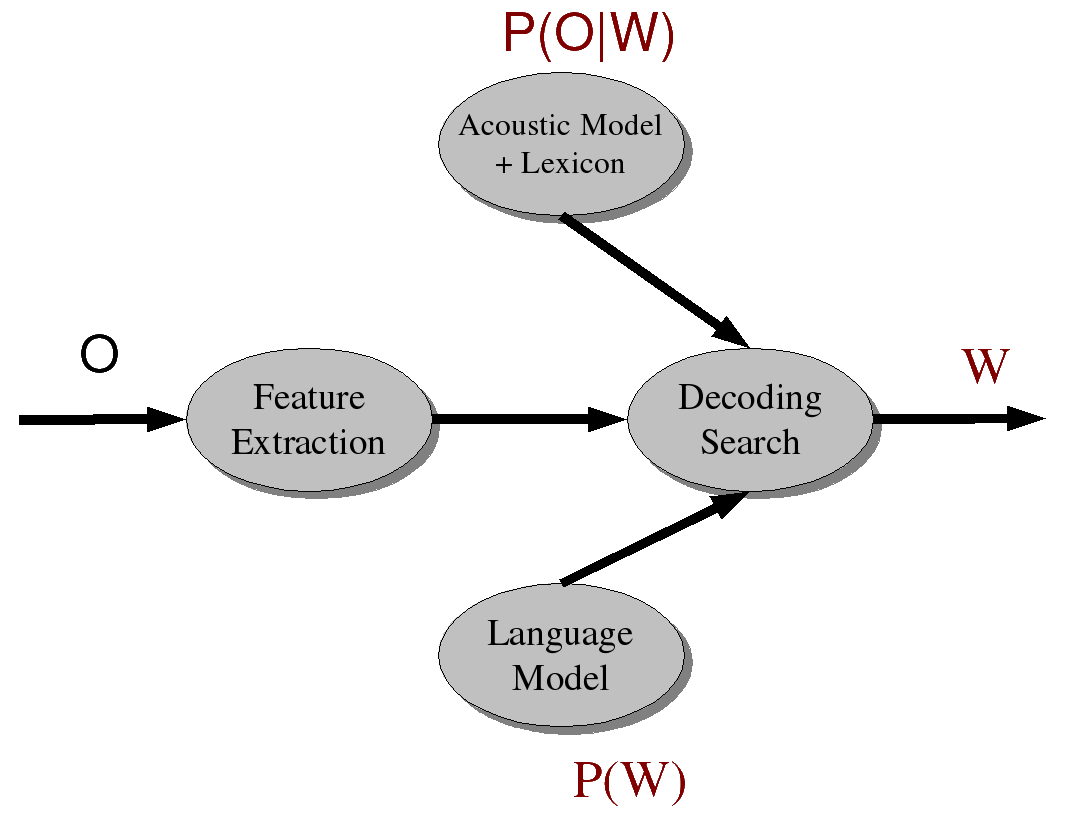 P(O|W)
Acoustic Model
+ Lexicon
O
Feature
Extraction
Decoding
Search
W
Language
Model
P(W)